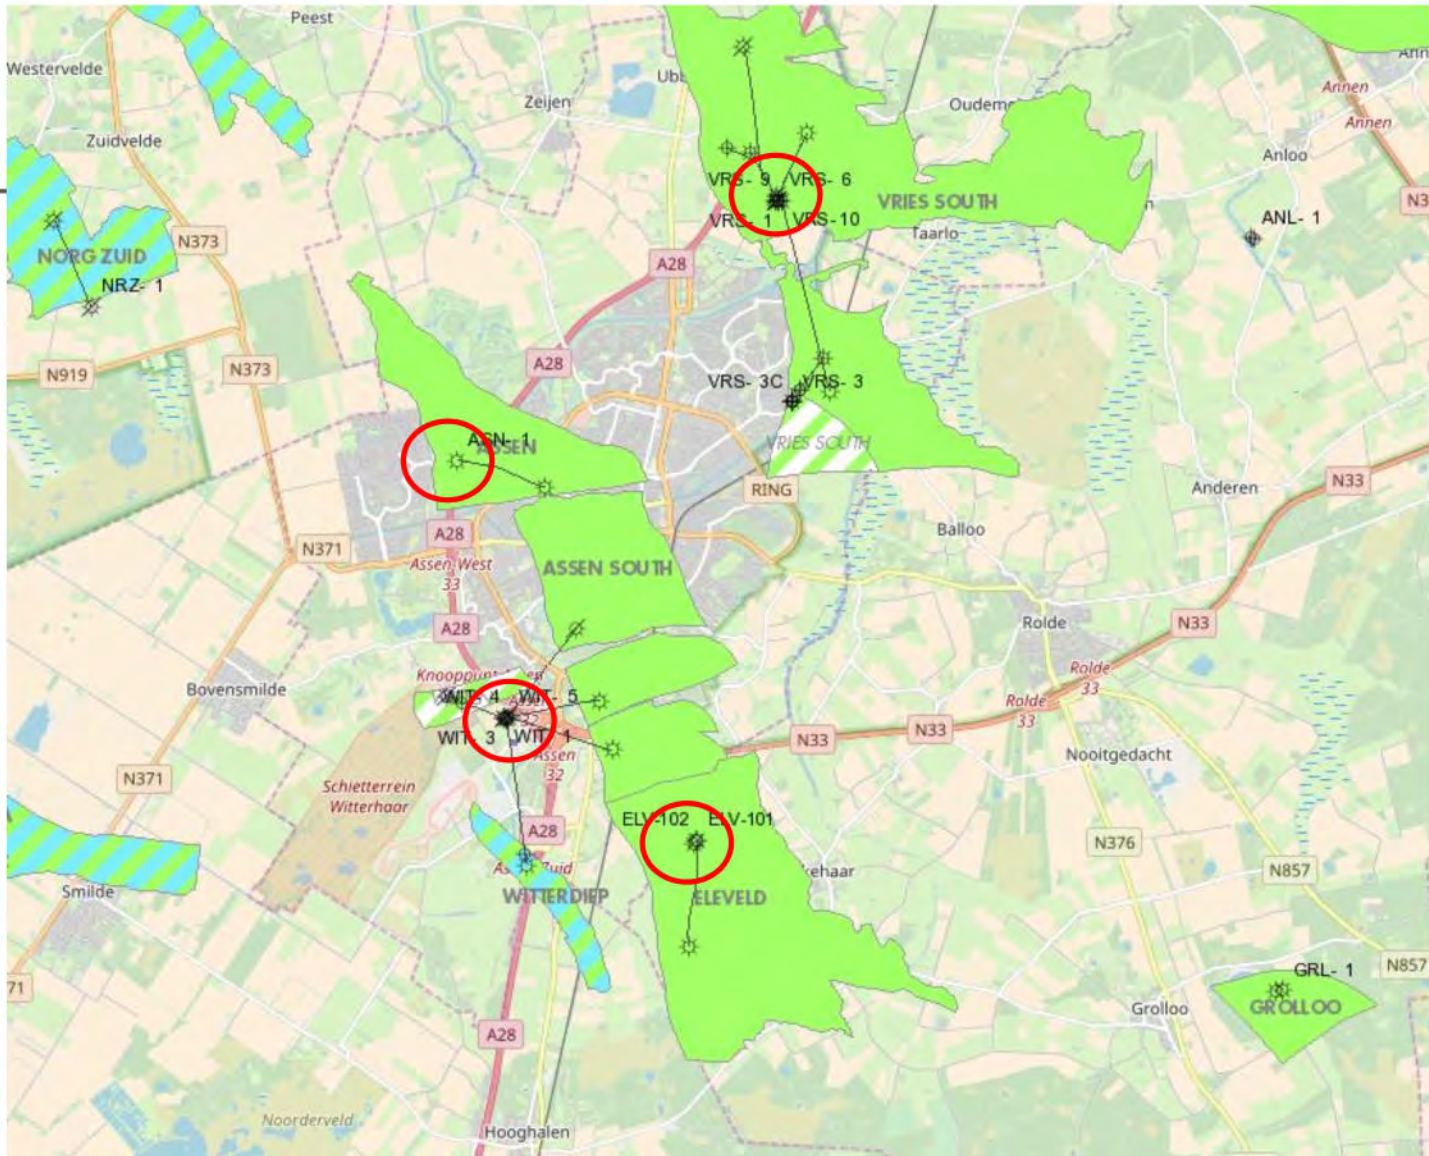 Peest
Westervelde
Zeijen
Zuidvelde
Annen
Annen
Anloo
N373
NORG ZUID
NRZ- 1
VRS- 9
VRS- 6
VRS- 1
VRS- 10
VRIES SOUTH
Taarlo
ANL- 1
A28
N919
N373
A28
VRS- 3C
VRS- 3
VRIES SOUTH
ASN- 1
ASSEN
RING
N33
Anderen
N371
A28
Assen-West
33
ASSEN SOUTH
Balloo
A28
Rolde
N33
Bovensmilde
Rolde
33
Rolde
33
WIT- 4
WIT- 5
WIT- 3
WIT- 1
Assen
32
N33
N33
Nooitgedacht
N371
Schietterrein
Witterhaar
ELV-102
ELV-101
A28
N376
N857
Smilde
WITTERDIEP
ELEVELD
N857
GRL- 1
GROLLOO
Grolloo
71
A28
Noorderveld
Hooghalen